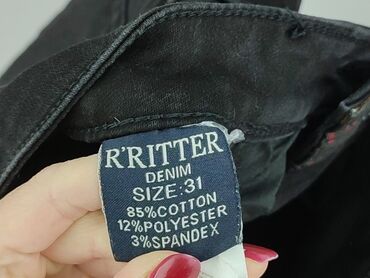 R'RITTER
DENIM
SIZE:31
85%COTTON
12%POLYESTER
3%SPANDEX